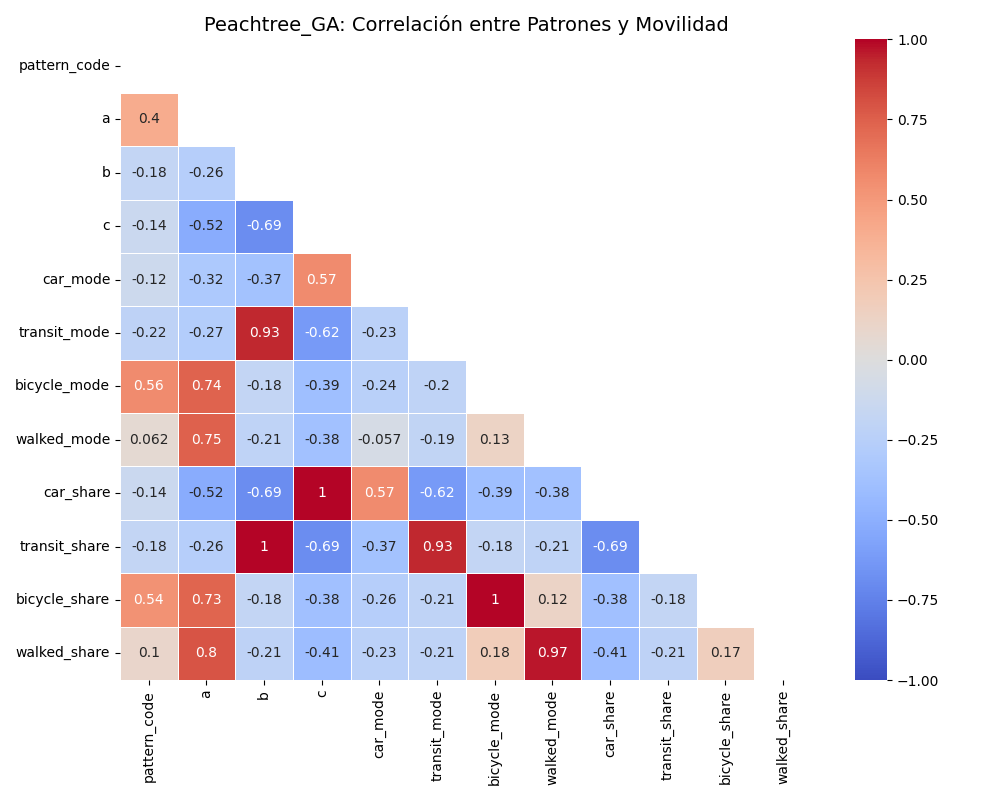 Peachtree_GA: Correlación entre Patrones y Movilidad
pattern_code
a 0.4
b -0.18 -0.26
c -0.14 -0.52 -0.69
car_mode -0.12 -0.32 -0.37 0.57
transit_mode -0.22 -0.27 0.93 -0.62 -0.23
bicycle_mode 0.56 0.74 -0.18 -0.39 -0.24 -0.2
walked_mode 0.062 0.75 -0.21 -0.38 -0.057 -0.19 0.13
car_share -0.14 -0.52 -0.69 1 0.57 -0.62 -0.39 -0.38
transit_share -0.18 -0.26 1 -0.69 -0.37 0.93 -0.18 -0.21 -0.69
bicycle_share 0.54 0.73 -0.18 -0.38 -0.26 -0.21 1 0.12 -0.38 -0.18
walked_share 0.1 0.8 -0.21 -0.41 -0.23 -0.21 0.18 0.97 -0.41 -0.21 0.17
pattern_code a b c car_mode transit_mode bicycle_mode walked_mode car_share transit_share bicycle_share walked_share
1.00
0.75
0.50
0.25
0.00
−0.25
−0.50
−0.75
−1.00